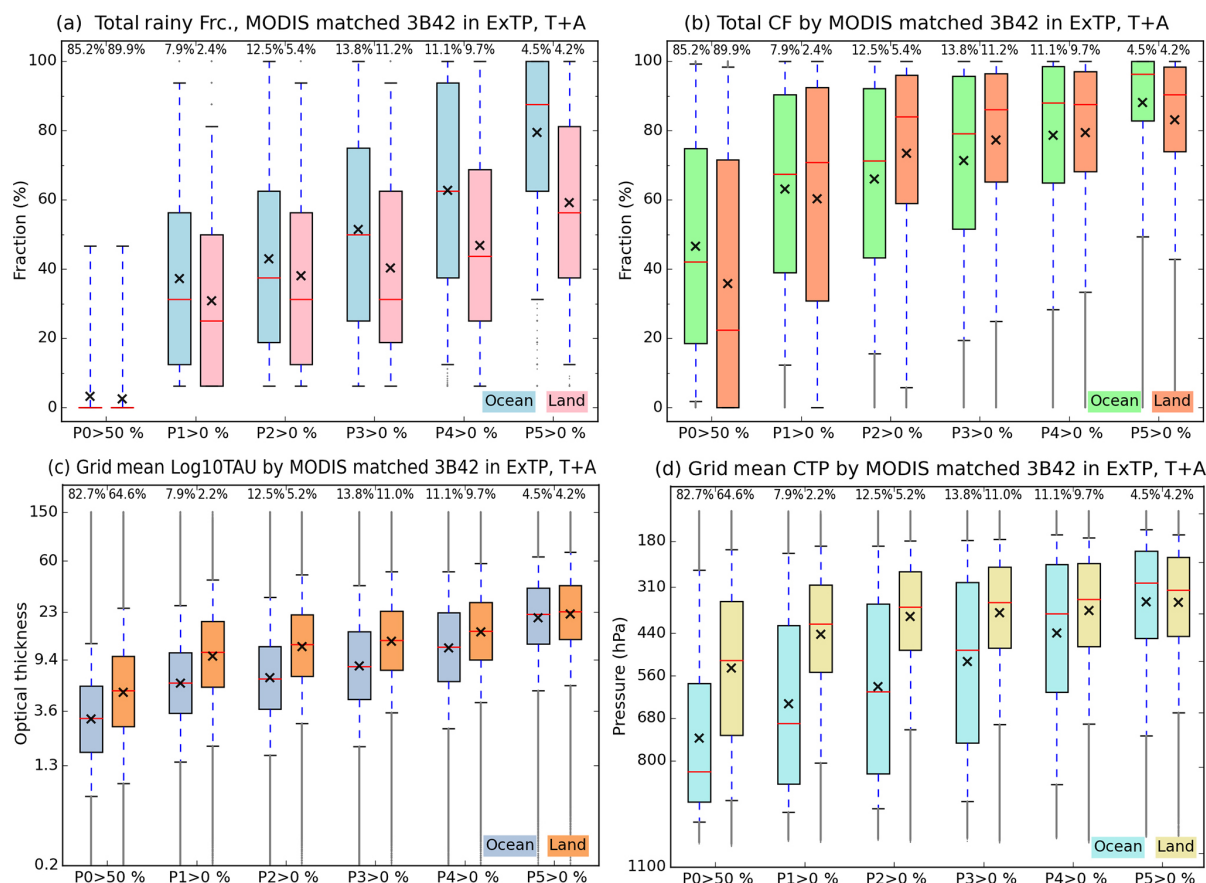 (a) Total rainy Frc., MODIS matched 3B42 in ExTP, T+A
85.2% 89.9% 7.9% 2.4% 12.5% 5.4% 13.8% 11.2% 11.1% 9.7% 4.5% 4.2%
100
80
60
40
20
0
Fraction (%)
Ocean Land
P0>50 % P1>0 % P2>0 % P3>0 % P4>0 % P5>0 %
(b) Total CF by MODIS matched 3B42 in ExTP, T+A
85.2% 89.9% 7.9% 2.4% 12.5% 5.4% 13.8% 11.2% 11.1% 9.7% 4.5% 4.2%
100
80
60
40
20
0
Fraction (%)
Ocean Land
P0>50 % P1>0 % P2>0 % P3>0 % P4>0 % P5>0 %
(c) Grid mean Log10TAU by MODIS matched 3B42 in ExTP, T+A
82.7% 64.6% 7.9% 2.2% 12.5% 5.2% 13.8% 11.0% 11.1% 9.7% 4.5% 4.2%
150
60
23
9.4
3.6
1.3
0.2
Optical thickness
Ocean Land
P0>50 % P1>0 % P2>0 % P3>0 % P4>0 % P5>0 %
(d) Grid mean CTP by MODIS matched 3B42 in ExTP, T+A
82.7% 64.6% 7.9% 2.2% 12.5% 5.2% 13.8% 11.0% 11.1% 9.7% 4.5% 4.2%
180
310
440
560
680
800
1100
Pressure (hPa)
Ocean Land
P0>50 % P1>0 % P2>0 % P3>0 % P4>0 % P5>0 %